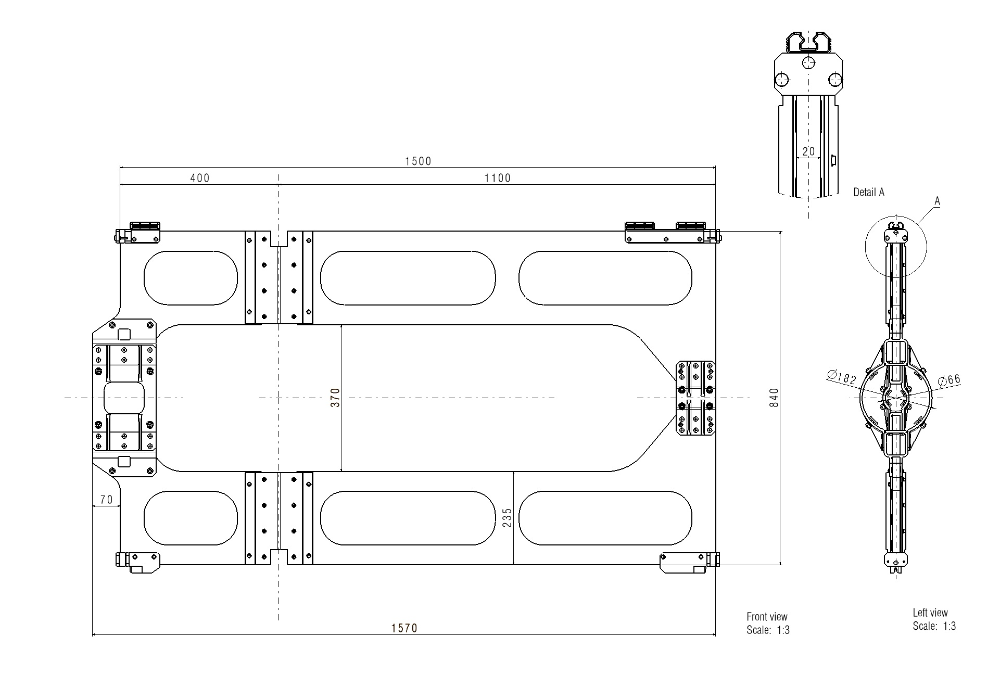 20
Detail A
A
1500
400
1100
370
840
Ø182
Ø66
70
235
1570
Front view
Scale: 1:3
Left view
Scale: 1:3